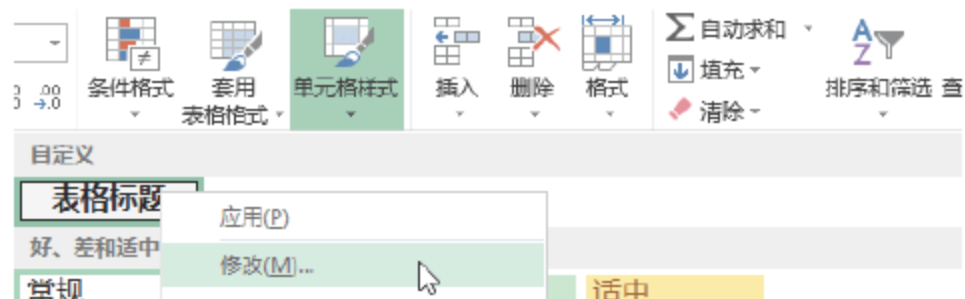 自动求和
条件格式 套用 单元格样式 插入 删除 格式 填充 排序和筛选 查
表格格式 清除
自定义
表格标题
应用(P)
好、差和适中
修改(M)...
常规 适中